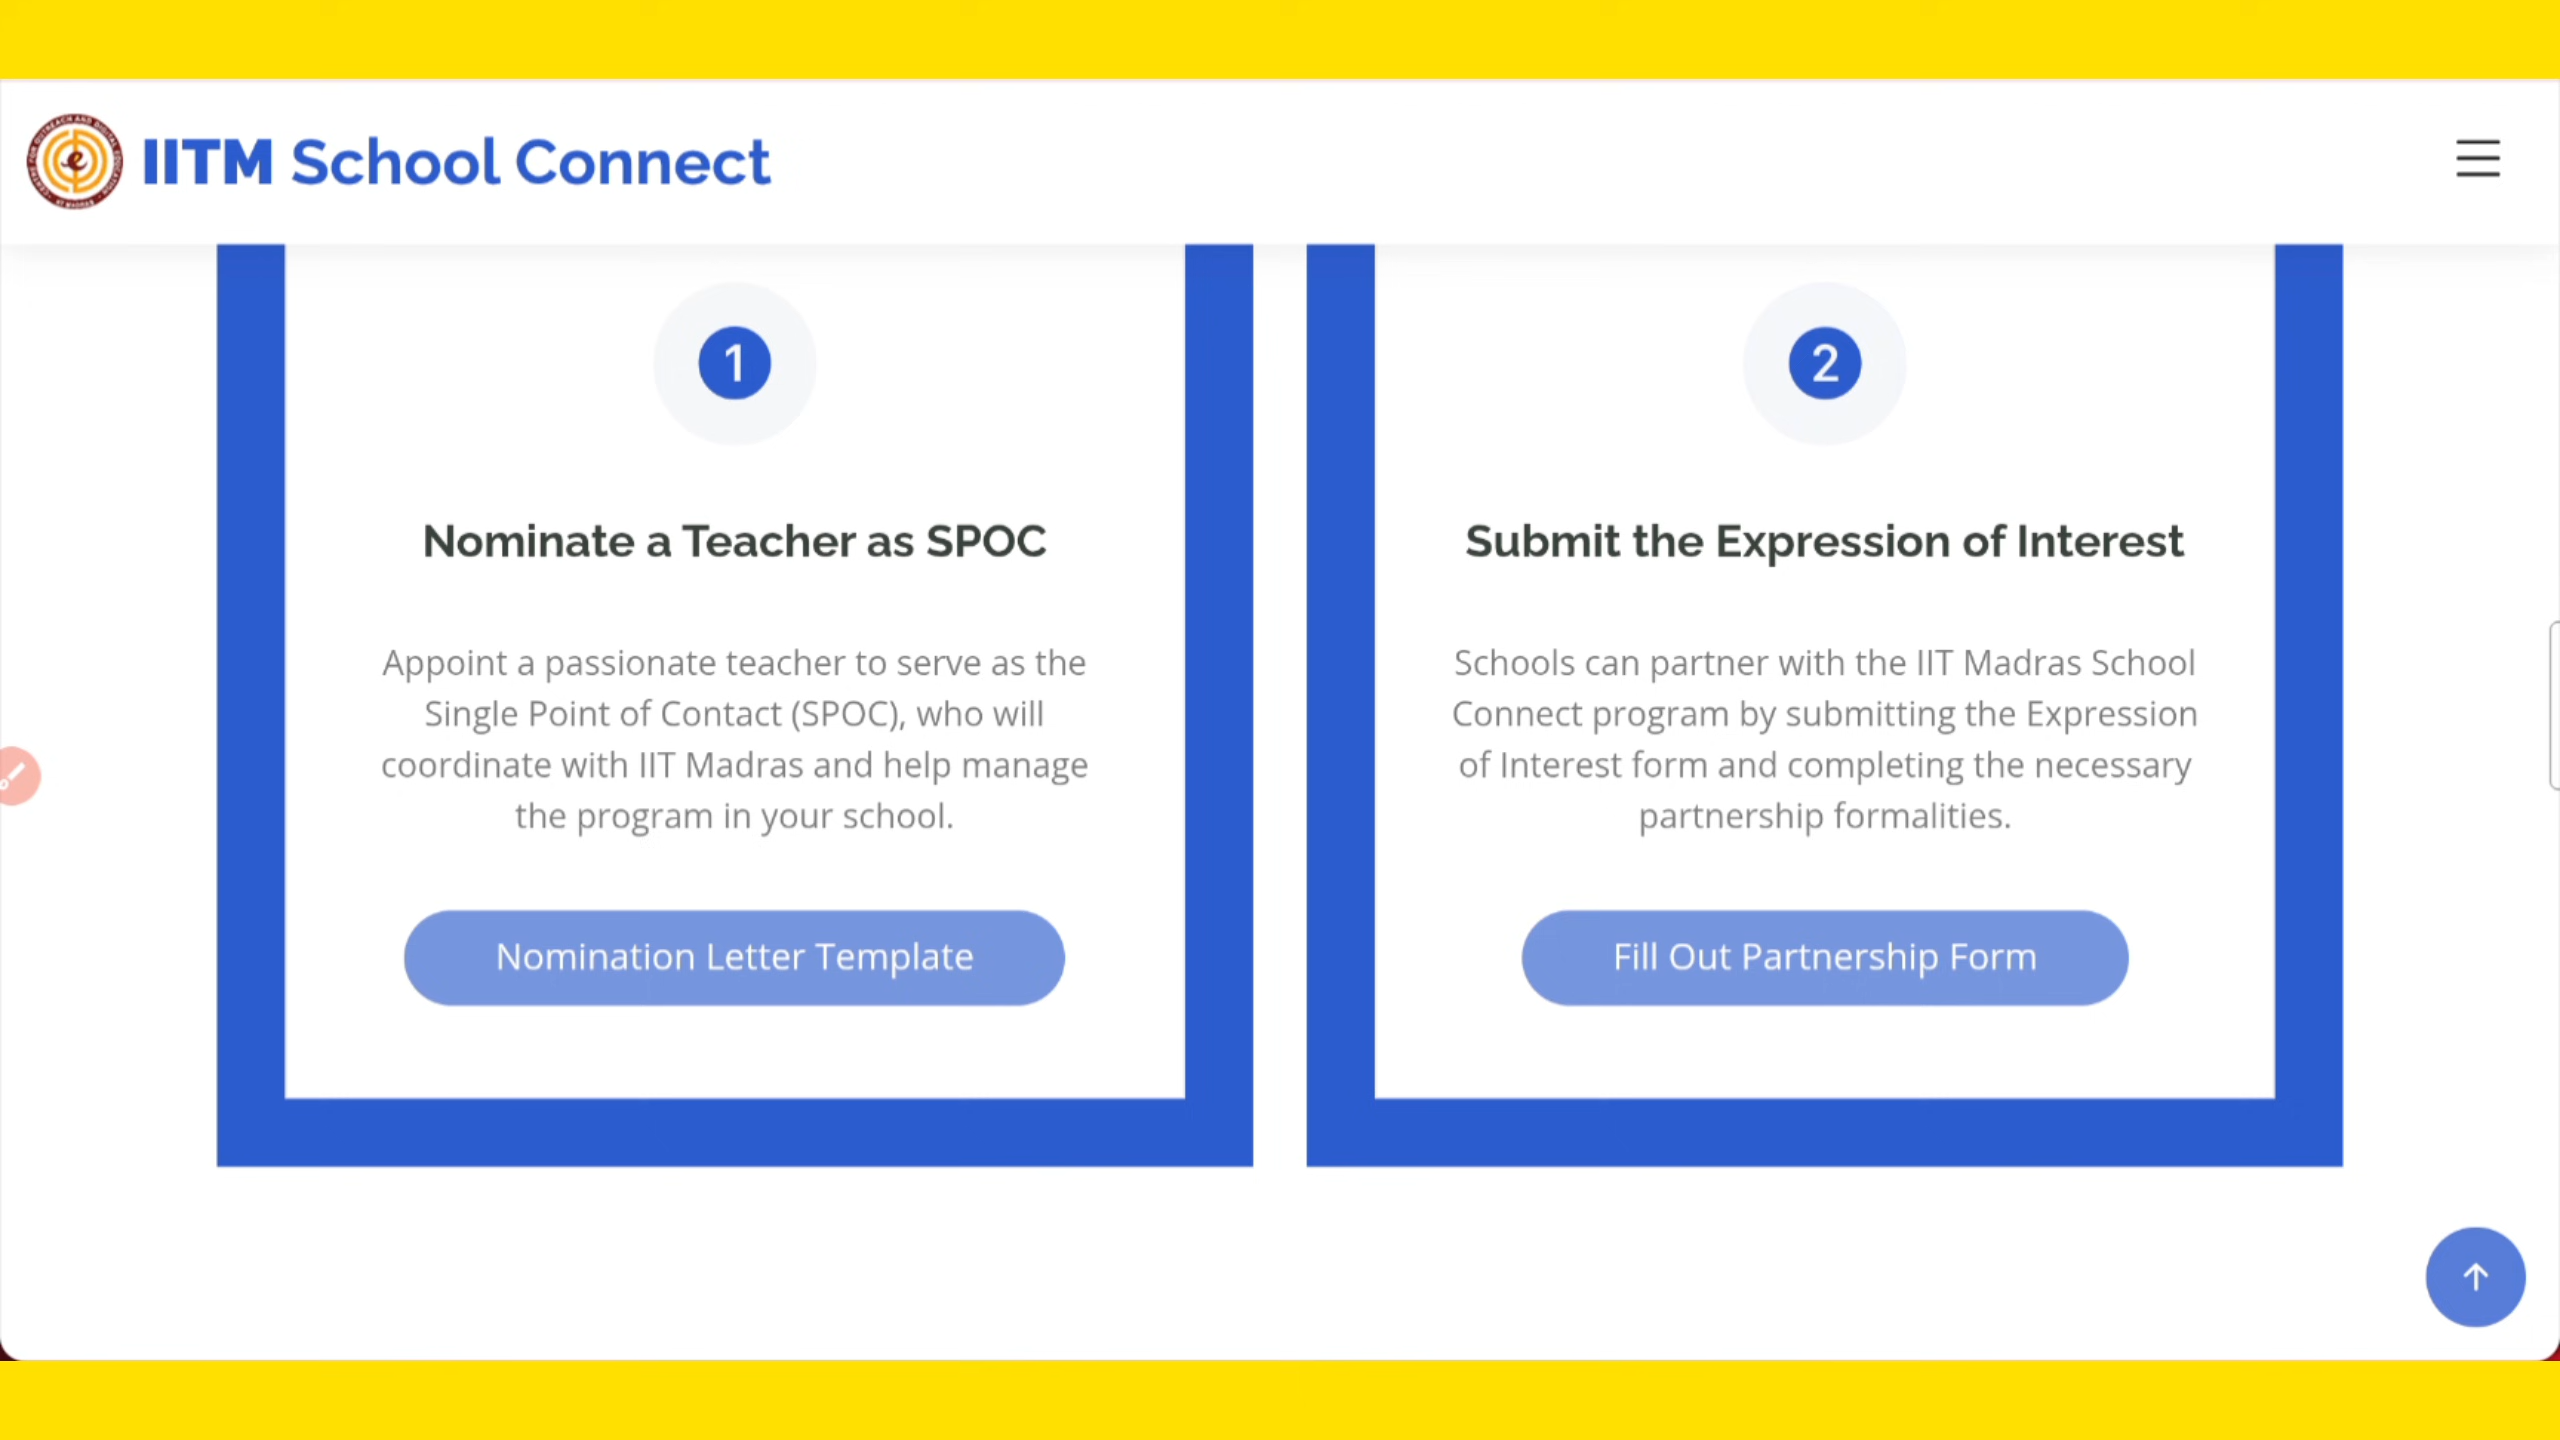 IITM School Connect
1
Nominate a Teacher as SPOC
Appoint a passionate teacher to serve as the
Single Point of Contact (SPOC), who will
coordinate with IIT Madras and help manage
the program in your school.
Nomination Letter Template
2
Submit the Expression of Interest
Schools can partner with the IIT Madras School
Connect program by submitting the Expression
of Interest form and completing the necessary
partnership formalities.
Fill Out Partnership Form